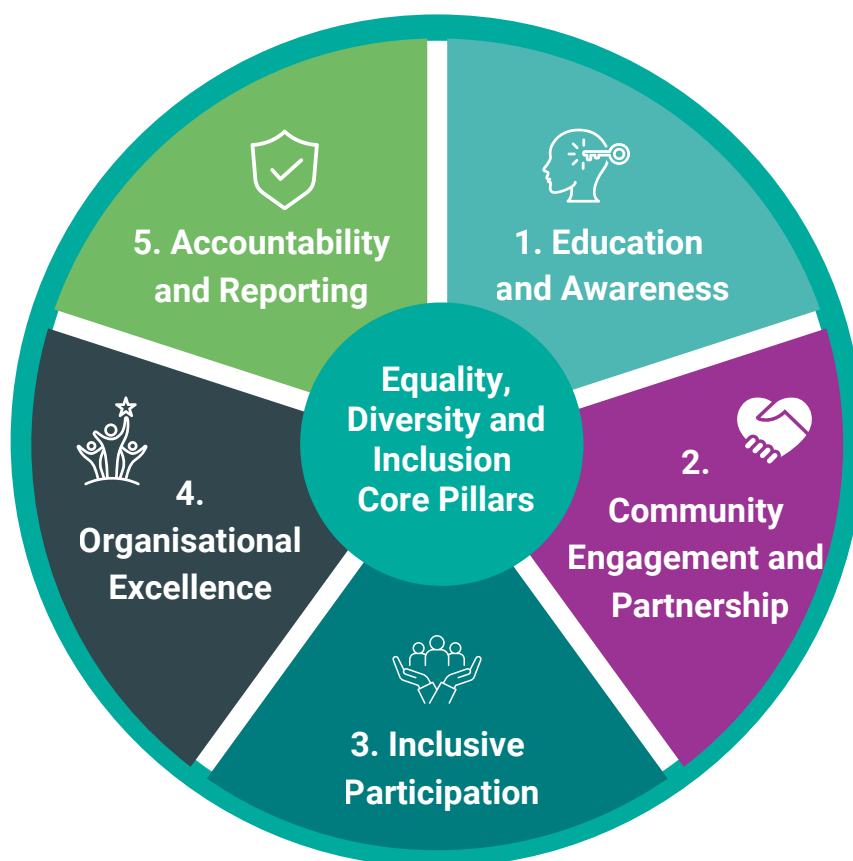 Equality,
Diversity and
Inclusion
Core Pillars
1. Education
and Awareness
2.
Community
Engagement and
Partnership
3. Inclusive
Participation
4.
Organisational
Excellence
5. Accountability
and Reporting